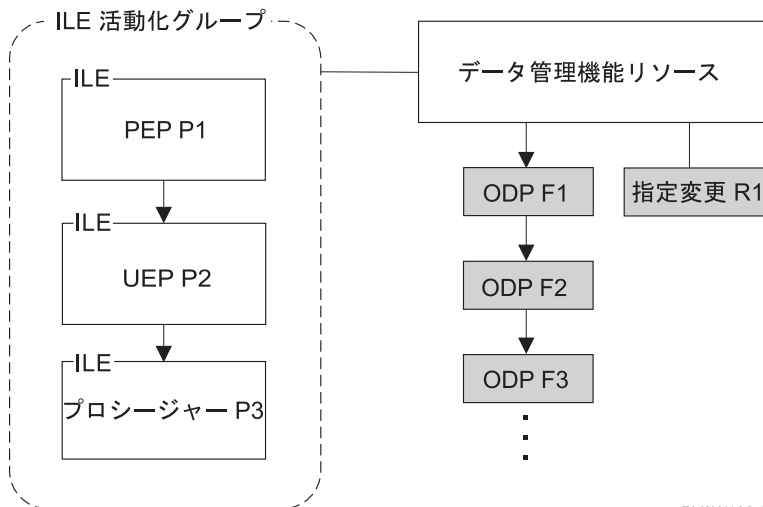 ILE 活動化グループ
ILE
PEP P1
ILE
UEP P2
ILE
プロシージャー P3
データ管理機能リソース
ODP F1
指定変更 R1
ODP F2
ODP F3